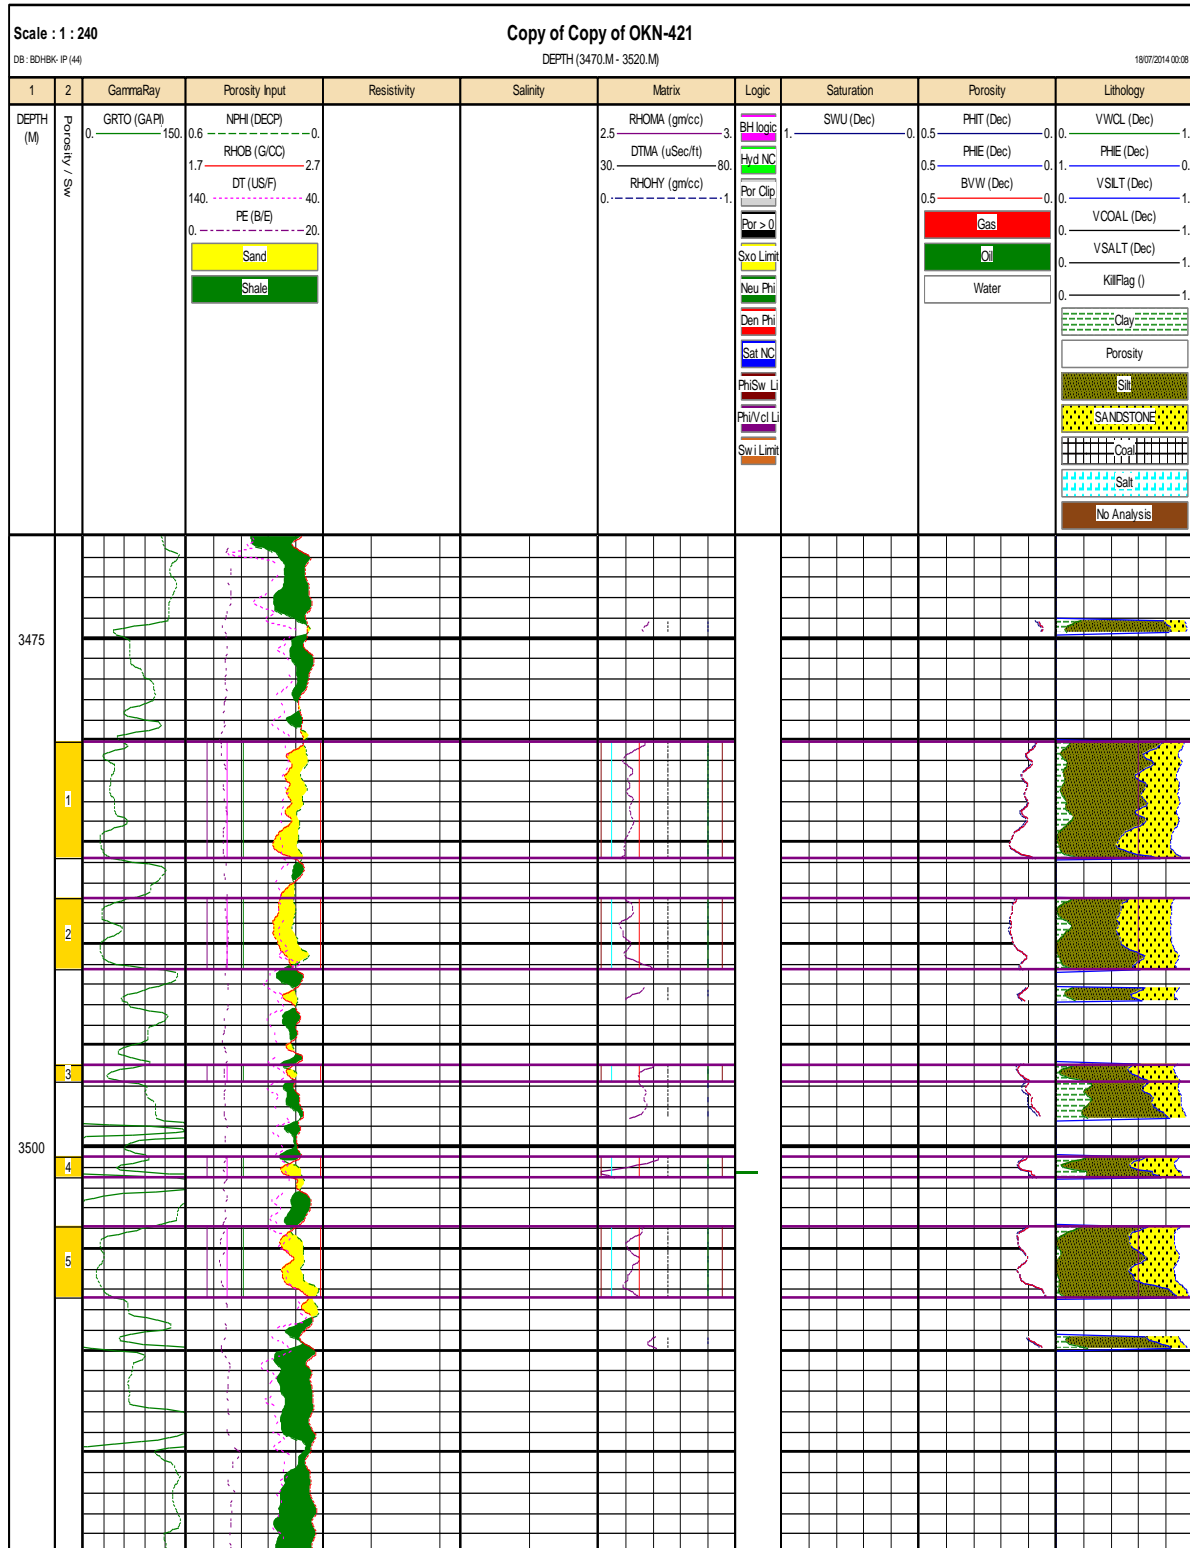 Scale : 1 : 240
Copy of Copy of OKN-421
DB : BDHBK- IP (44)
DEPTH (3470.M - 3520.M)
18/07/2014 00:08
1
2
GammaRay
Porosity Input
Resistivity
Salinity
Matrix
Logic
Saturation
Porosity
Lithology
DEPTH
(M)
Porosity / Sw
GRTO (GAPI)
0. 150.
NPHI (DECP)
0.6 0.
RHOB (G/CC)
1.7 2.7
DT (US/F)
140. 40.
PE (B/E)
0. 20.
Sand
Shale
RHOMA (gm/cc)
2.5 3.
DTMA (uSec/ft)
30. 80.
RHOHY (gm/cc)
0. 1.
BH logic
Hyd NC
Por Clip
Por > 0
Sxo Limit
Neu Phi
Den Phi
Sat NC
PhiSw Li
Phi/Vcl Li
Swi Limit
SWU (Dec)
1. 0.
PHIT (Dec)
0.5 0.
PHIE (Dec)
0.5 0.
BVW (Dec)
0.5 0.
Gas
Oil
Water
VWCL (Dec)
0. 1.
PHIE (Dec)
1. 0.
VSILT (Dec)
0. 1.
VCOAL (Dec)
0. 1.
VSALT (Dec)
0. 1.
KillFlag ()
0. 1.
Clay
Porosity
Silt
SANDSTONE
Coal
Salt
No Analysis
3475
1
2
3
3500
4
5